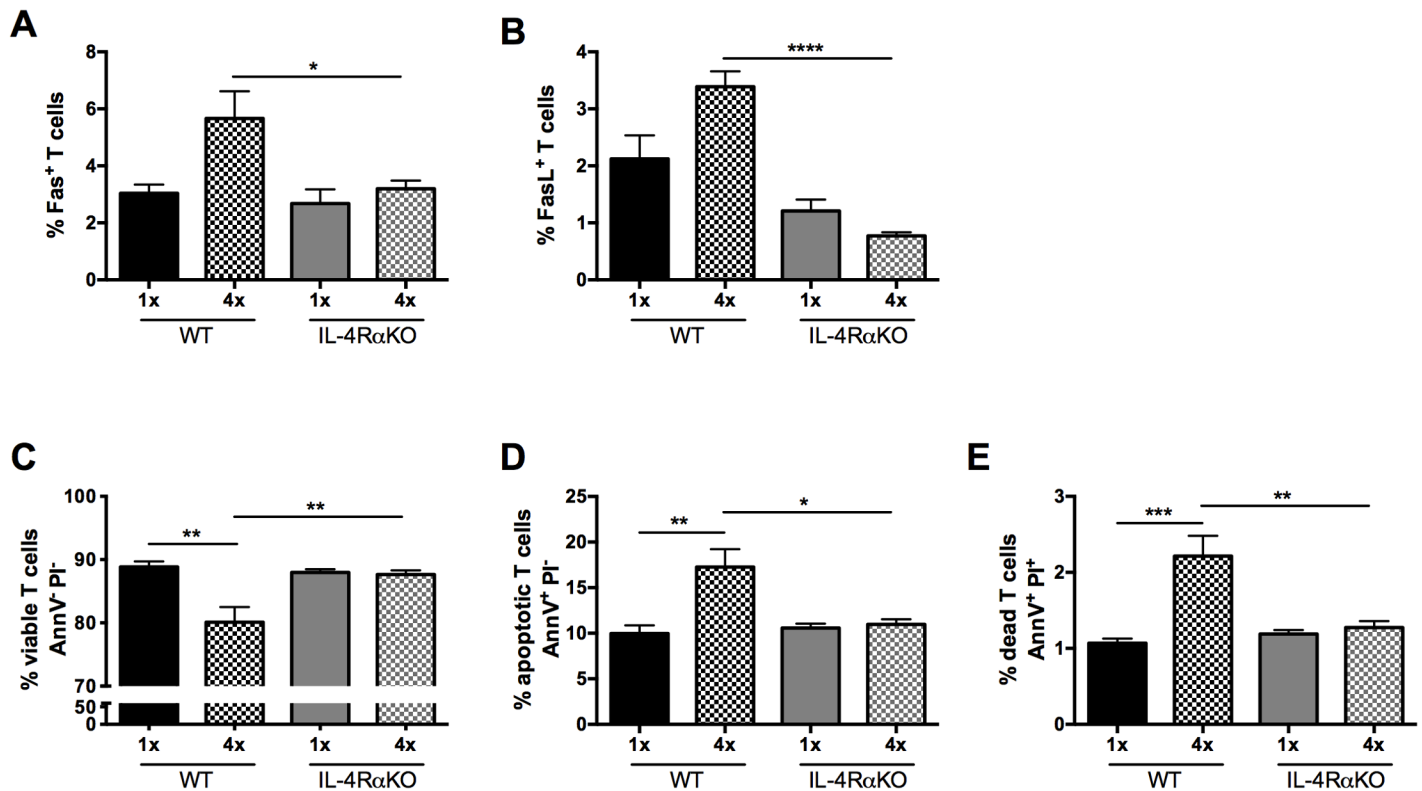 A
% Fas⁺ T cells
8
6
4
2
0
*
1x 4x 1x 4x
WT IL-4RαKO
B
% FasL⁺ T cells
4
3
2
1
0
****
1x 4x 1x 4x
WT IL-4RαKO
C
% viable T cells
AnnV⁻ PI⁻
100
90
80
70
50
0
** **
1x 4x 1x 4x
WT IL-4RαKO
D
% apoptotic T cells
AnnV⁺ PI⁻
25
20
15
10
5
0
** *
1x 4x 1x 4x
WT IL-4RαKO
E
% dead T cells
AnnV⁺ PI⁺
3
2
1
0
*** **
1x 4x 1x 4x
WT IL-4RαKO